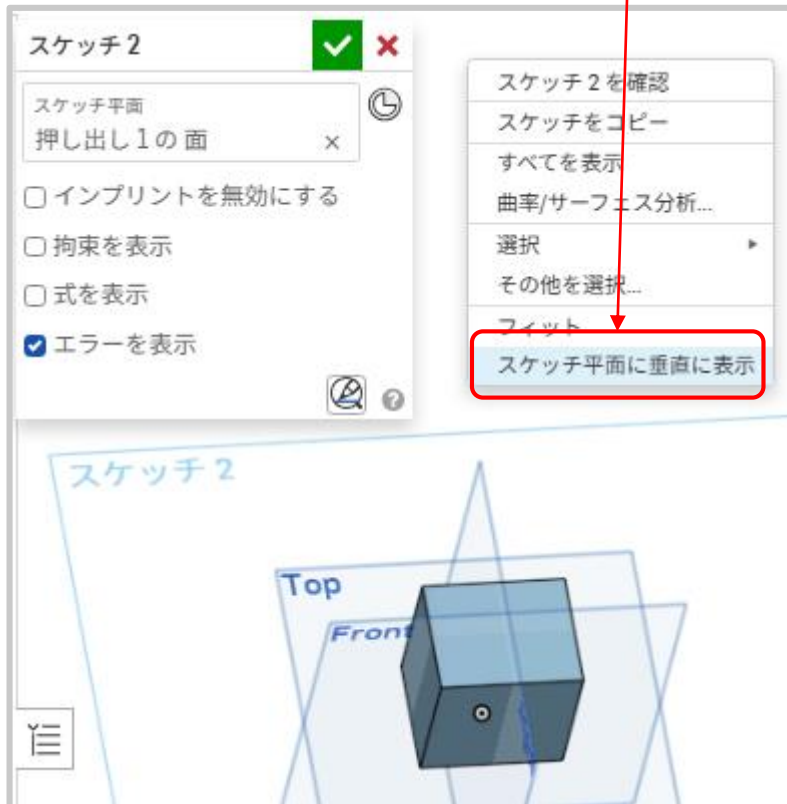 スケッチ 2
スケッチ平面
押し出し 1 の 面
インプリントを無効にする
拘束を表示
式を表示
エラーを表示
スケッチ 2 を確認
スケッチをコピー
すべてを表示
曲率/サーフェス分析...
選択
その他を選択...
フィット
スケッチ平面に垂直に表示
スケッチ 2
Top
Front